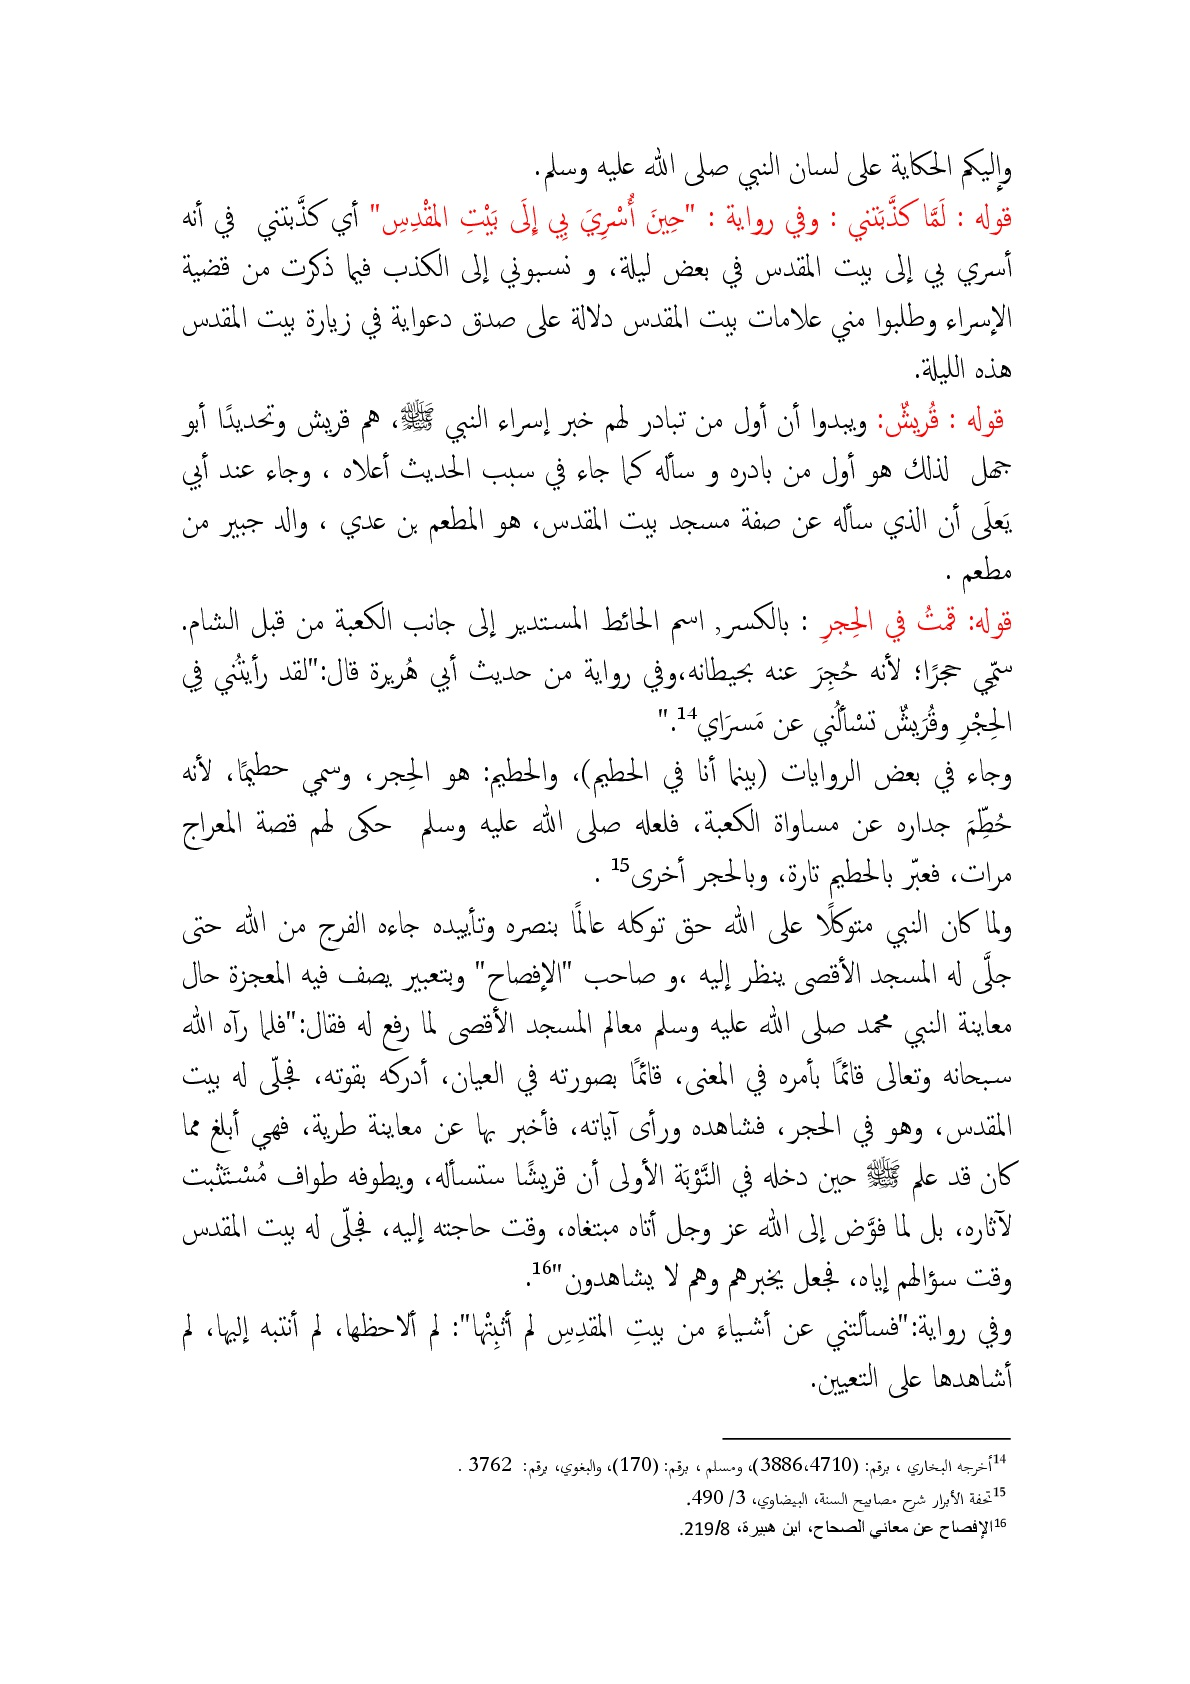 وإليكم الحكاية على لسان النبي صلى الله عليه وسلم.
قوله : لَمَّا كذَّبَتني : وفي رواية : "حِينَ أُسْرِيَ بِي إِلَى بَيْتِ المقْدِسِ" أي كذَّبتني في أنه
أسري بي إلى بيت المقدس في بعض ليلة، و نسبوني إلى الكذب فيما ذكرت من قضية
الإسراء وطلبوا مني علامات بيت المقدس دلالة على صدق دعواية في زيارة بيت المقدس
هذه الليلة.
قوله : قُريشٌ: ويبدوا أن أول من تبادر لهم خبر إسراء النبي ﷺ، هم قريش وتحديدًا أبو
جهل لذلك هو أول من بادره و سأله كما جاء في سبب الحديث أعلاه ، وجاء عند أبي
يَعلَى أن الذي سأله عن صفة مسجد بيت المقدس، هو المطعم بن عدي ، والد جبير من
مطعم .
قوله: قمتُ في الحِجرِ : بالكسر, اسم الحائط المستدير إلى جانب الكعبة من قبل الشام.
سمِّي حجرًا؛ لأنه حُجِرَ عنه بحيطانه،وفي رواية من حديث أبي هُريرة قال:"لقد رأيتُني فِي
الحِجْرِ وقُرَيشٌ تسْألُني عن مَسرَاي14."
وجاء في بعض الروايات (بينما أنا في الحطيم)، والحطيم: هو الحِجر، وسمي حطيمًا، لأنه
حُطِّمَ جداره عن مساواة الكعبة، فلعله صلى الله عليه وسلم حكى لهم قصة المعراج
مرات، فعبّر بالحطيم تارة، وبالحجر أخرى15 .
ولما كان النبي متوكلًا على الله حق توكله عالمًا بنصره وتأييده جاءه الفرج من الله حتى
جلَّى له المسجد الأقصى ينظر إليه ،و صاحب "الإفصاح" وبتعبير يصف فيه المعجزة حال
معاينة النبي محمد صلى الله عليه وسلم معالم المسجد الأقصى لما رفع له فقال:"فلما رآه الله
سبحانه وتعالى قائمًا بأمره في المعنى، قائمًا بصورته في العيان، أدركه بقوته، فجلّى له بيت
المقدس، وهو في الحجر، فشاهده ورأى آياته، فأخبر بها عن معاينة طرية، فهي أبلغ مما
كان قد علم ﷺ حين دخله في النَّوْبَة الأولى أن قريشًا ستسأله، ويطوفه طواف مُسْتَثبت
لآثاره، بل لما فوَّض إلى الله عز وجل أتاه مبتغاه، وقت حاجته إليه، فجلّى له بيت المقدس
وقت سؤالهم إياه، فجعل يخبرهم وهم لا يشاهدون"16.
وفي رواية:"فسألتني عن أشياءَ من بيتِ المقدِسِ لم أثبِتْها": لم ألاحظها، لم أنتبه إليها، لم
أشاهدها على التعيين.
14أخرجه البخاري ، برقم: (3886،4710)، ومسلم ، برقم: (170)، والبغوي، برقم: 3762 .
15تحفة الأبرار شرح مصابيح السنة، البيضاوي، 3/ 490.
16الإفصاح عن معاني الصحاح، ابن هبيرة، 219/8.